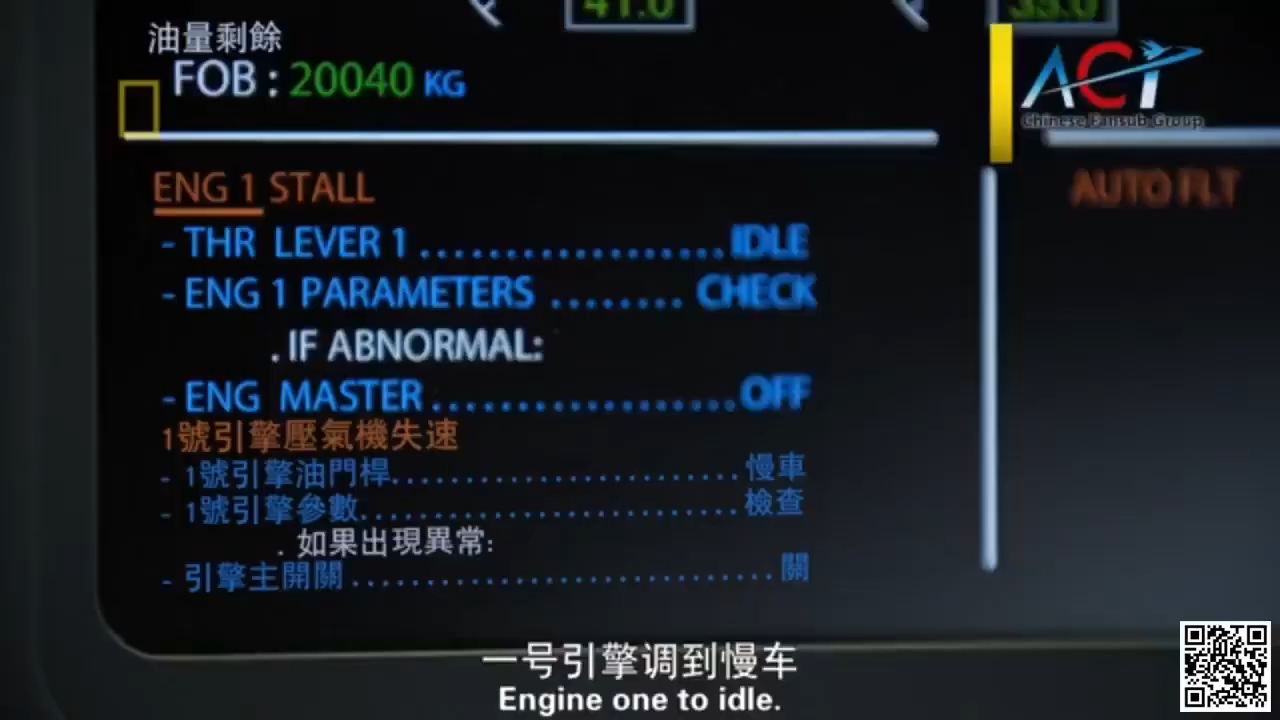 41.0
油量剩餘
FOB : 20040 KG
ACT
Chinese Fansub Group
ENG 1 STALL
AUTO FLT
- THR LEVER 1 ..................IDLE
- ENG 1 PARAMETERS ........ CHECK
. IF ABNORMAL:
- ENG MASTER ...................OFF
1號引擎壓氣機失速
- 1號引擎油門桿......................慢車
- 1號引擎參數........................檢查
. 如果出現異常:
- 引擎主開關...........................關
一号引擎调到慢车
Engine one to idle.